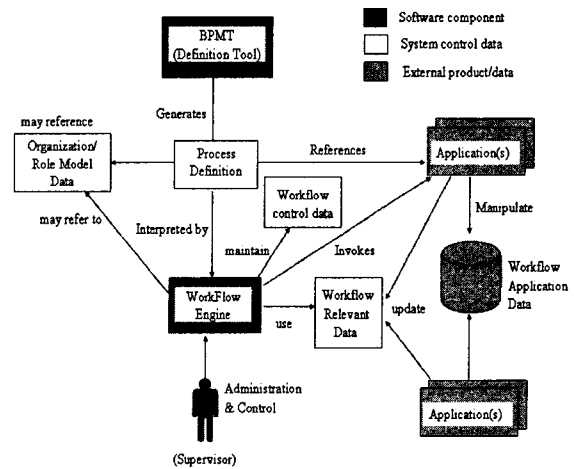 BPMT
(Definition Tool)
Software component
System control data
External product/data
Generates
may reference
Organization/
Role Model
Data
Process
Definition
References
Application(s)
may refer to
Interpreted by
Workflow
control data
maintain
Invokes
Manipulate
WorkFlow
Engine
use
Workflow
Relevant
Data
update
Workflow
Application
Data
Administration
& Control
Application(s)
(Supervisor)